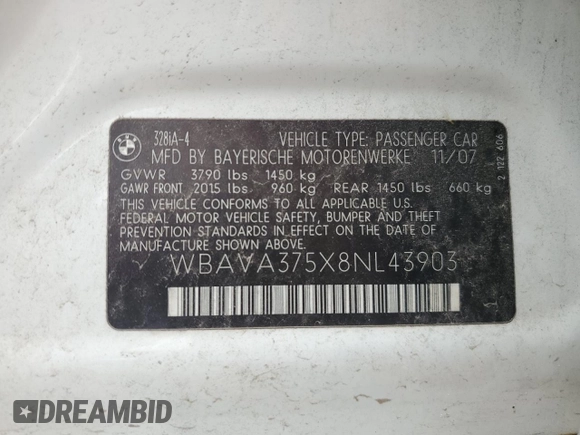 BMW
328iA-4 VEHICLE TYPE: PASSENGER CAR
MFD BY BAYERISCHE MOTORENWERKE 11/07
GVWR 3790 lbs 1450 kg
GAWR FRONT 2015 lbs 960 kg REAR 1450 lbs 660 kg
THIS VEHICLE CONFORMS TO ALL APPLICABLE U.S.
FEDERAL MOTOR VEHICLE SAFETY, BUMPER AND THEFT
PREVENTION STANDARDS IN EFFECT ON THE DATE
OF MANUFACTURE SHOWN ABOVE.
WBAVA375X8NL43903
2 122 606
DREAMBID